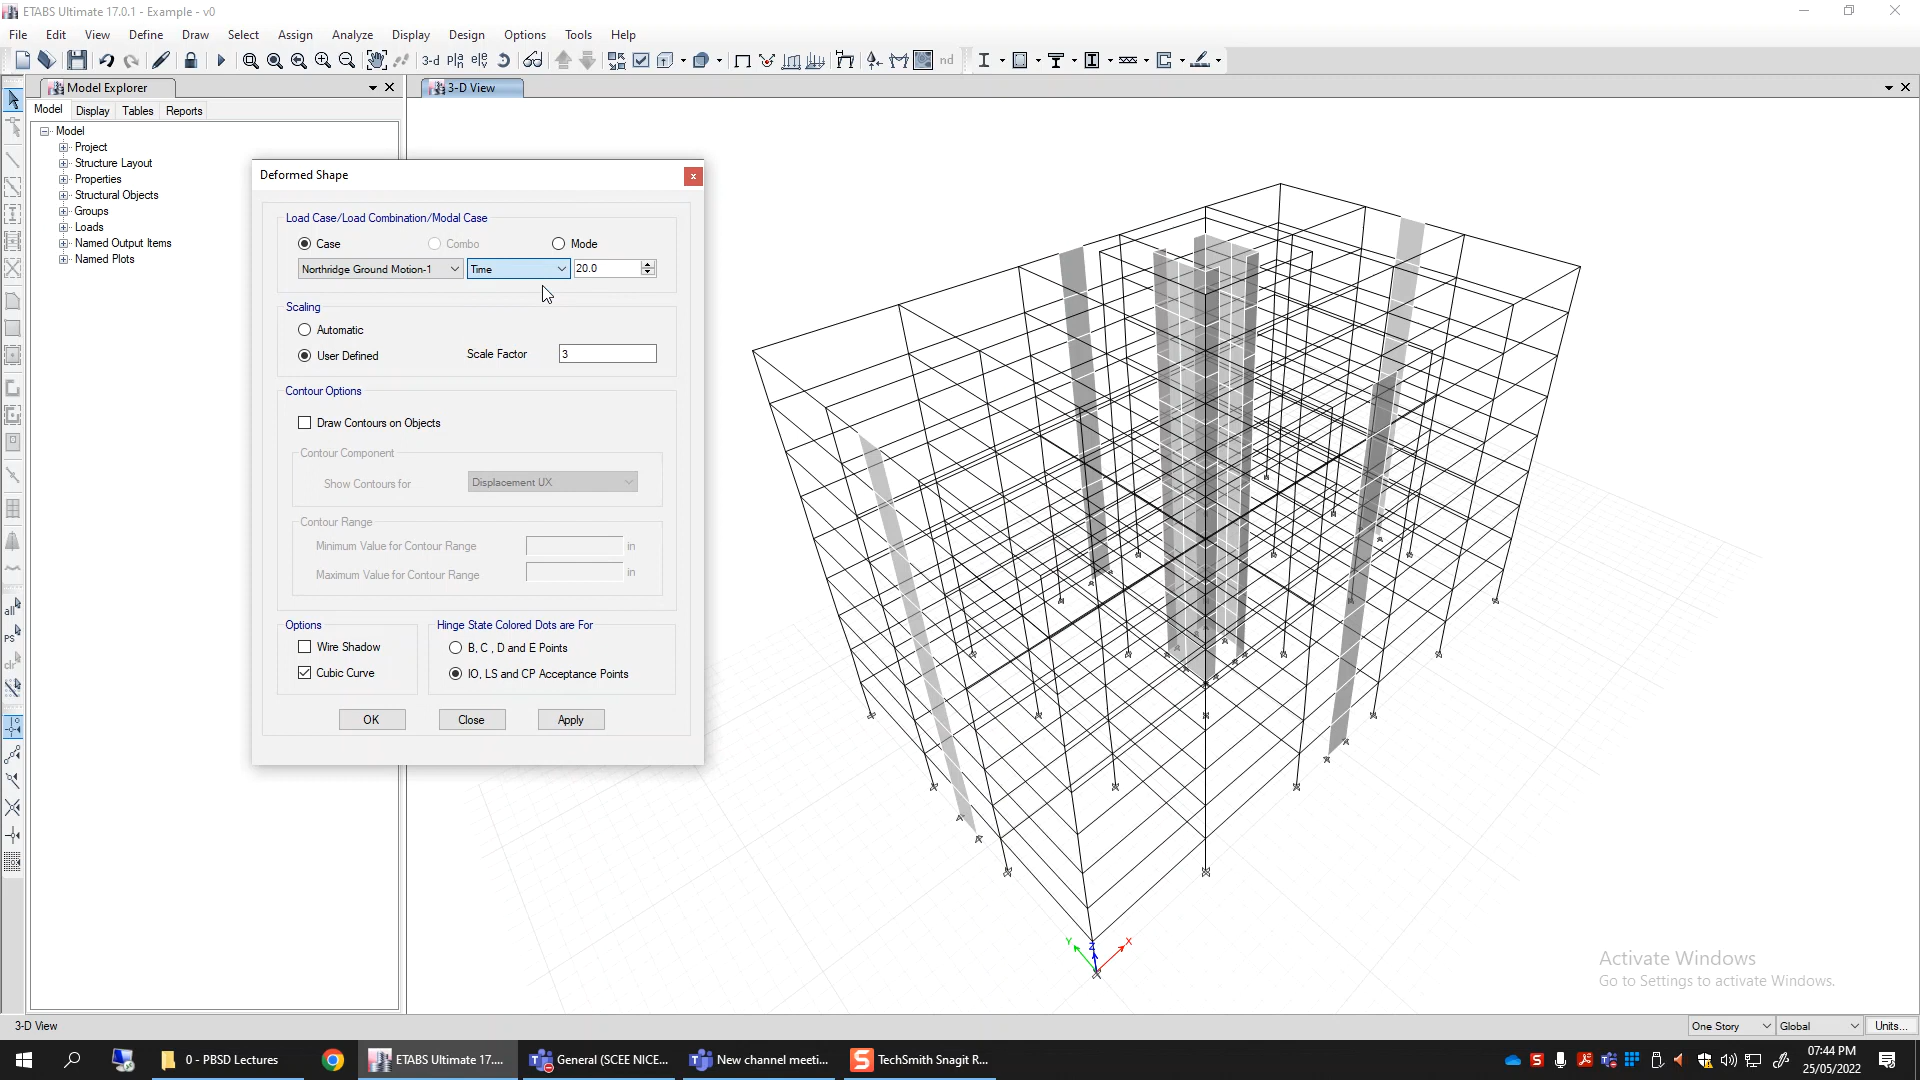 ETABS Ultimate 17.0.1 - Example - v0
File Edit View Define Draw Select Assign Analyze Display Design Options Tools Help
3-d nd
Model Explorer
3-D View
Model Display Tables Reports
Model
Project
Structure Layout
Properties
Structural Objects
Groups
Loads
Named Output Items
Named Plots
all
PS
clr
Deformed Shape
Load Case/Load Combination/Modal Case
Case Combo Mode
Northridge Ground Motion-1 Time 20.0
Scaling
Automatic
User Defined Scale Factor 3
Contour Options
Draw Contours on Objects
Contour Component
Show Contours for Displacement UX
Contour Range
Minimum Value for Contour Range in
Maximum Value for Contour Range in
Options
Wire Shadow
Cubic Curve
Hinge State Colored Dots are For
B, C , D and E Points
IO, LS and CP Acceptance Points
OK Close Apply
Y Z X
Activate Windows
Go to Settings to activate Windows.
3-D View One Story Global Units...
0 - PBSD Lectures
ETABS Ultimate 17....
General (SCEE NICE...
New channel meeti...
TechSmith Snagit R...
07:44 PM
25/05/2022